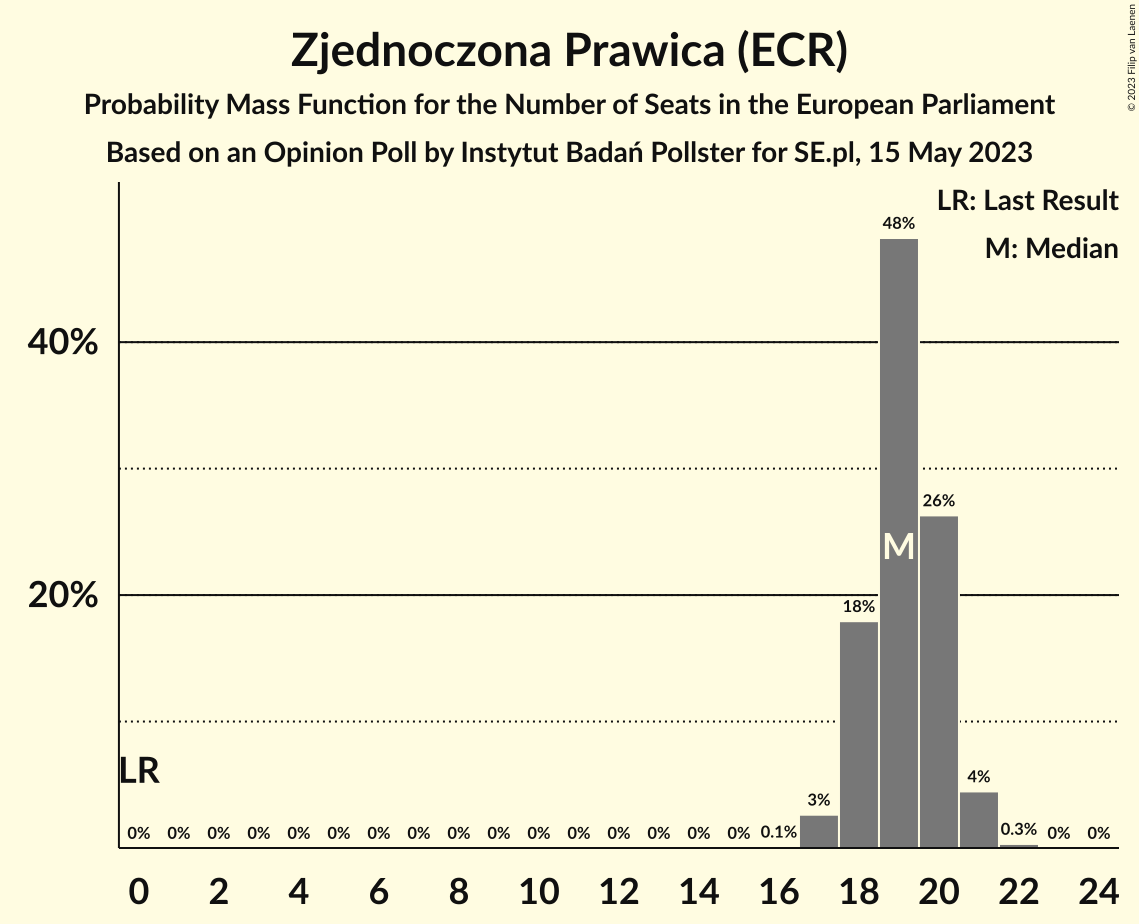 © 2023 Filip van Laenen
Zjednoczona Prawica (ECR)
Probability Mass Function for the Number of Seats in the European Parliament
Based on an Opinion Poll by Instytut Badań Pollster for SE.pl, 15 May 2023
LR: Last Result
M: Median
48%
40%
26%
M
20%
18%
LR
4%
3%
0% 0% 0% 0% 0% 0% 0% 0% 0% 0% 0% 0% 0% 0% 0% 0% 0.1% 0.3% 0% 0%
0 2 4 6 8 10 12 14 16 18 20 22 24